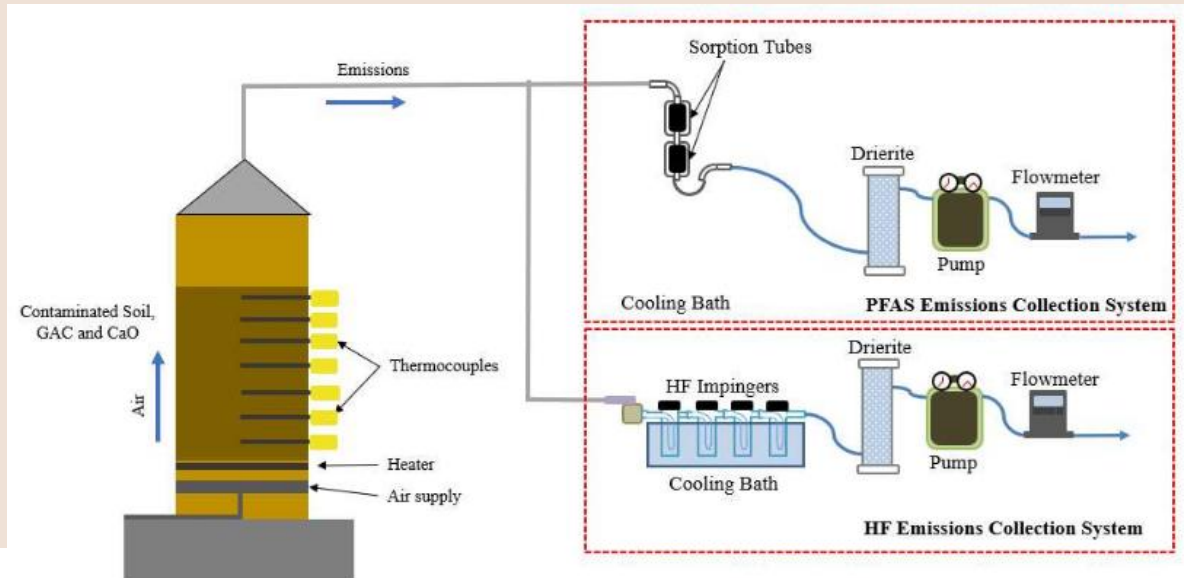 Emissions
Sorption Tubes
Drierite
Flowmeter
Pump
Cooling Bath
PFAS Emissions Collection System
Contaminated Soil,
GAC and CaO
Air
Thermocouples
Heater
Air supply
HF Impingers
Cooling Bath
Drierite
Flowmeter
Pump
HF Emissions Collection System